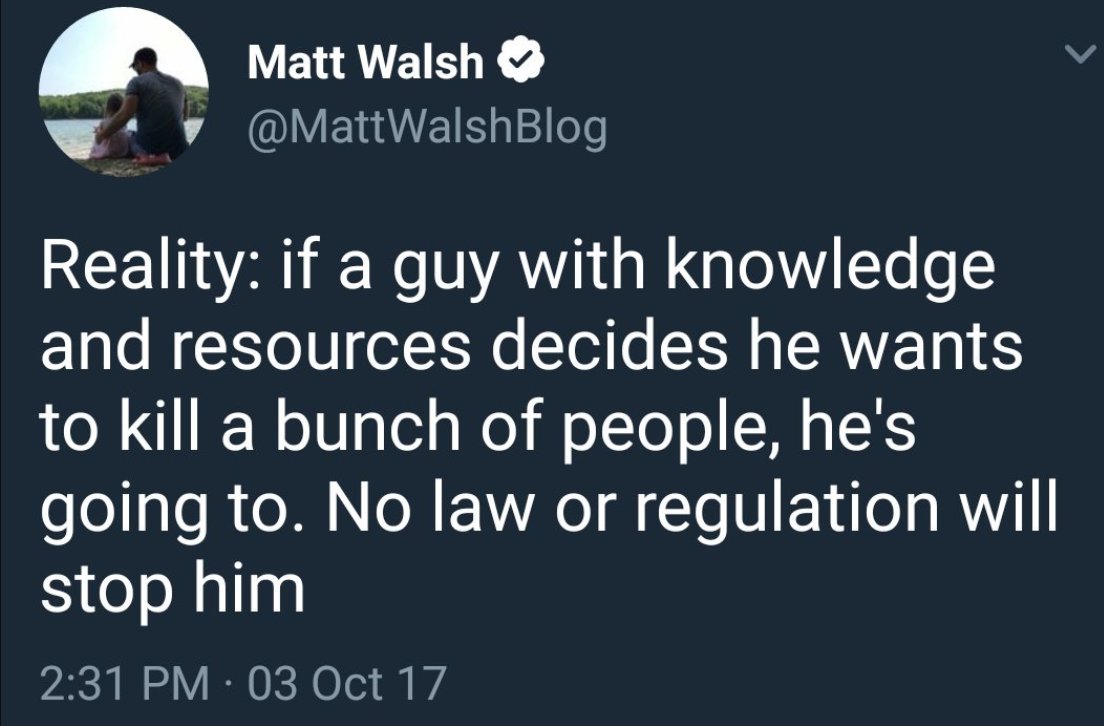 Matt Walsh
@MattWalshBlog
Reality: if a guy with knowledge
and resources decides he wants
to kill a bunch of people, he's
going to. No law or regulation will
stop him
2:31 PM · 03 Oct 17